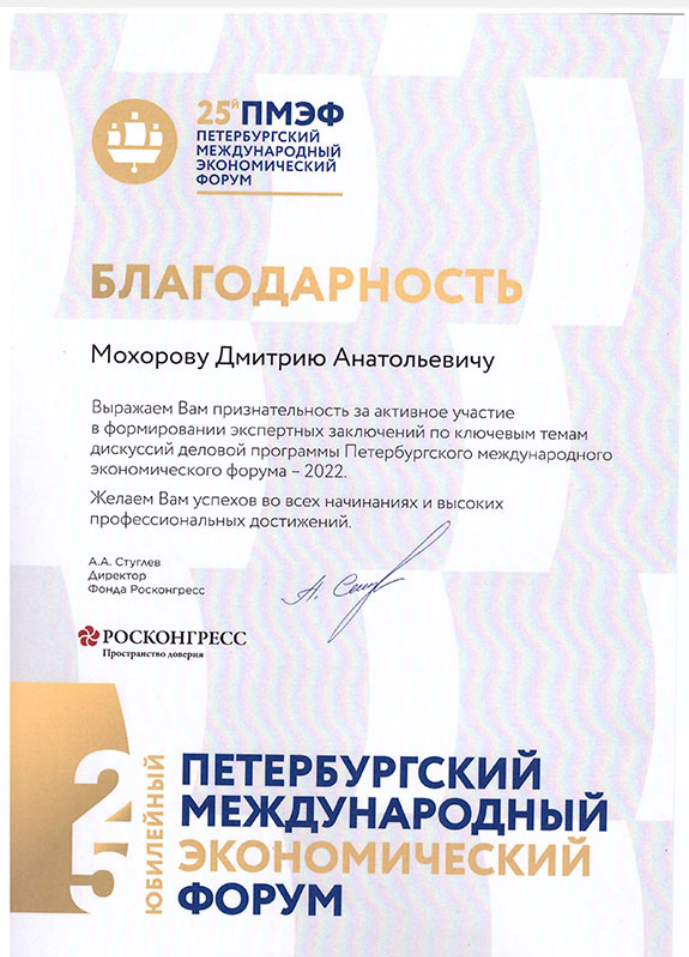 25й ПМЭФ
ПЕТЕРБУРГСКИЙ
МЕЖДУНАРОДНЫЙ
ЭКОНОМИЧЕСКИЙ
ФОРУМ
БЛАГОДАРНОСТЬ
Мохорову Дмитрию Анатольевичу
Выражаем Вам признательность за активное участие
в формировании экспертных заключений по ключевым темам
дискуссий деловой программы Петербургского международного
экономического форума – 2022.
Желаем Вам успехов во всех начинаниях и высоких
профессиональных достижений.
А.А. Стуглев
Директор
Фонда Росконгресс
РОСКОНГРЕСС
Пространство доверия
25
ЮБИЛЕЙНЫЙ
ПЕТЕРБУРГСКИЙ
МЕЖДУНАРОДНЫЙ
ЭКОНОМИЧЕСКИЙ
ФОРУМ